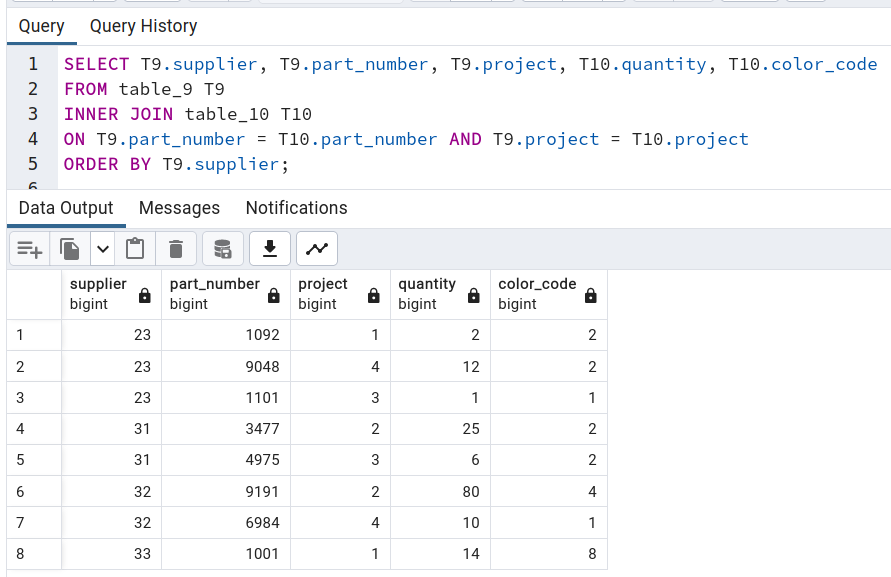 Query Query History
1 SELECT T9.supplier, T9.part_number, T9.project, T10.quantity, T10.color_code
2 FROM table_9 T9
3 INNER JOIN table_10 T10
4 ON T9.part_number = T10.part_number AND T9.project = T10.project
5 ORDER BY T9.supplier;
6
Data Output Messages Notifications
supplier part_number project quantity color_code
bigint bigint bigint bigint bigint
1 23 1092 1 2 2
2 23 9048 4 12 2
3 23 1101 3 1 1
4 31 3477 2 25 2
5 31 4975 3 6 2
6 32 9191 2 80 4
7 32 6984 4 10 1
8 33 1001 1 14 8